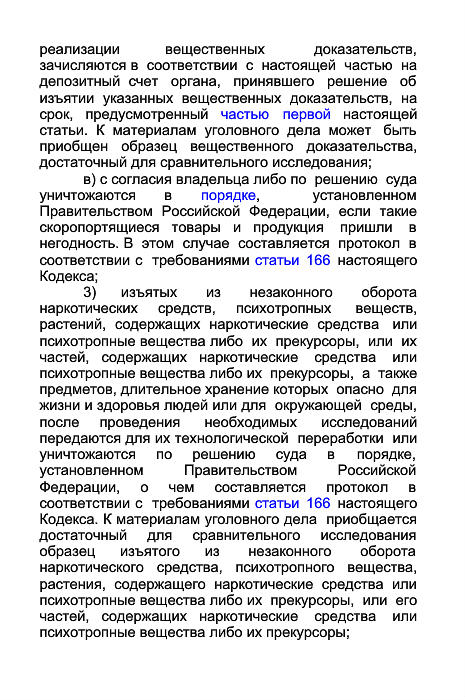 реализации вещественных доказательств,
зачисляются в соответствии с настоящей частью на
депозитный счет органа, принявшего решение об
изъятии указанных вещественных доказательств, на
срок, предусмотренный частью первой настоящей
статьи. К материалам уголовного дела может быть
приобщен образец вещественного доказательства,
достаточный для сравнительного исследования;
в) с согласия владельца либо по решению суда
уничтожаются в порядке, установленном
Правительством Российской Федерации, если такие
скоропортящиеся товары и продукция пришли в
негодность. В этом случае составляется протокол в
соответствии с требованиями статьи 166 настоящего
Кодекса;
3) изъятых из незаконного оборота
наркотических средств, психотропных веществ,
растений, содержащих наркотические средства или
психотропные вещества либо их прекурсоры, или их
частей, содержащих наркотические средства или
психотропные вещества либо их прекурсоры, а также
предметов, длительное хранение которых опасно для
жизни и здоровья людей или для окружающей среды,
после проведения необходимых исследований
передаются для их технологической переработки или
уничтожаются по решению суда в порядке,
установленном Правительством Российской
Федерации, о чем составляется протокол в
соответствии с требованиями статьи 166 настоящего
Кодекса. К материалам уголовного дела приобщается
достаточный для сравнительного исследования
образец изъятого из незаконного оборота
наркотического средства, психотропного вещества,
растения, содержащего наркотические средства или
психотропные вещества либо их прекурсоры, или его
частей, содержащих наркотические средства или
психотропные вещества либо их прекурсоры;